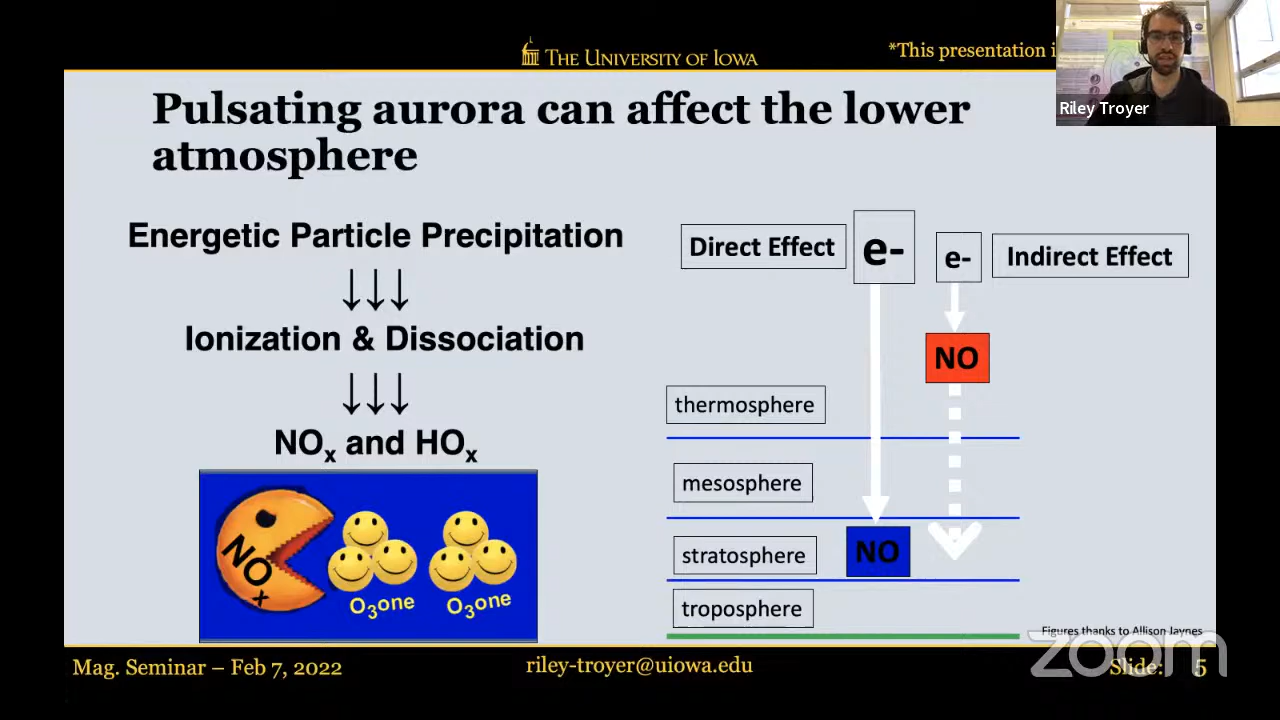 THE UNIVERSITY OF IOWA
*This presentation i
Riley Troyer
Pulsating aurora can affect the lower
atmosphere
Energetic Particle Precipitation
↓↓↓
Ionization & Dissociation
↓↓↓
NOx and HOx
NOx
O3one
O3one
Direct Effect
e-
e-
Indirect Effect
NO
thermosphere
mesosphere
stratosphere
NO
troposphere
Figures thanks to Allison Jaynes
Mag. Seminar – Feb 7, 2022
riley-troyer@uiowa.edu
Slide: 5
zoom